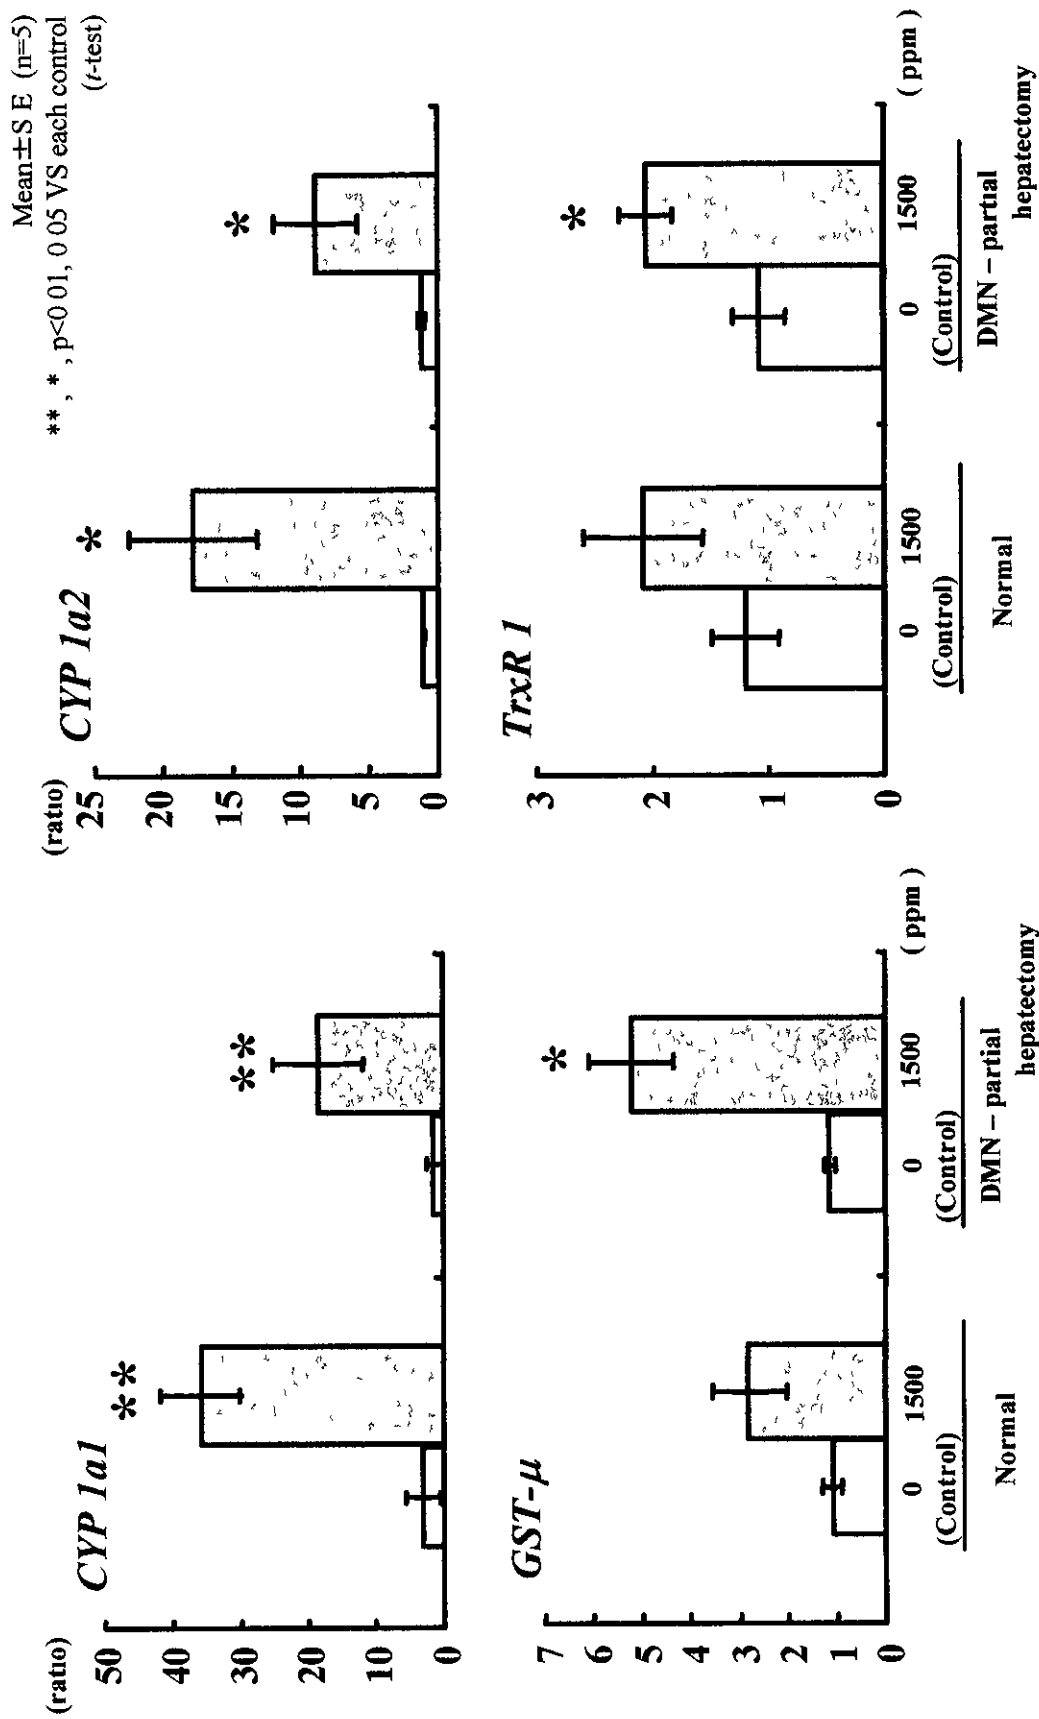 Mean±S E (n=5)
** , * , p<0 01, 0 05 VS each control
(t-test)
(ratio)
CYP 1a1
50
40
30
20
10
0
**
**
(ratio)
CYP 1a2
25
20
15
10
5
0
*
*
GST-μ
7
6
5
4
3
2
1
0
*
0 1500 0 1500 (ppm)
(Control) (Control)
Normal DMN – partial
hepatectomy
TrxR 1
3
2
1
0
*
0 1500 0 1500 (ppm)
(Control) (Control)
Normal DMN – partial
hepatectomy